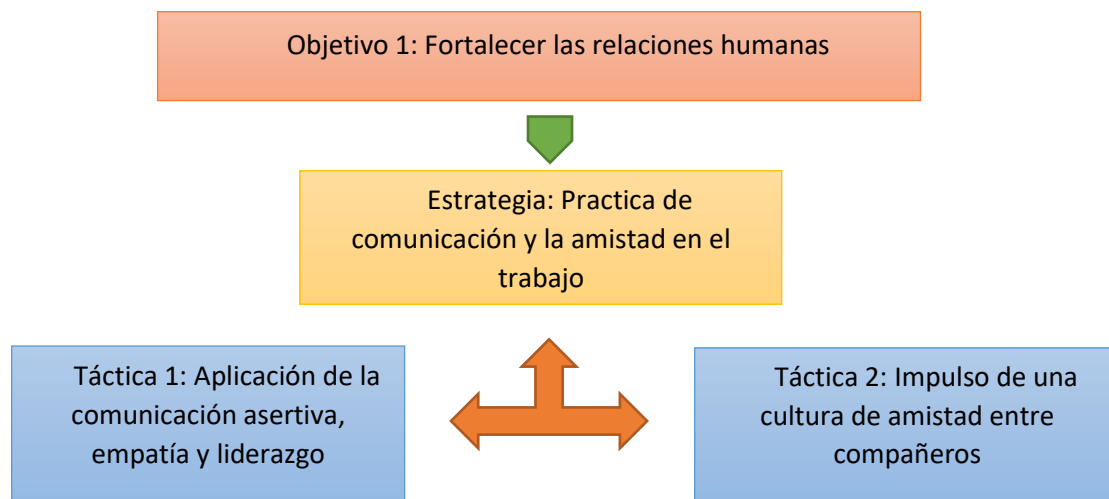 Objetivo 1: Fortalecer las relaciones humanas
Estrategia: Practica de
comunicación y la amistad en el
trabajo
Táctica 1: Aplicación de la
comunicación asertiva,
empatía y liderazgo
Táctica 2: Impulso de una
cultura de amistad entre
compañeros